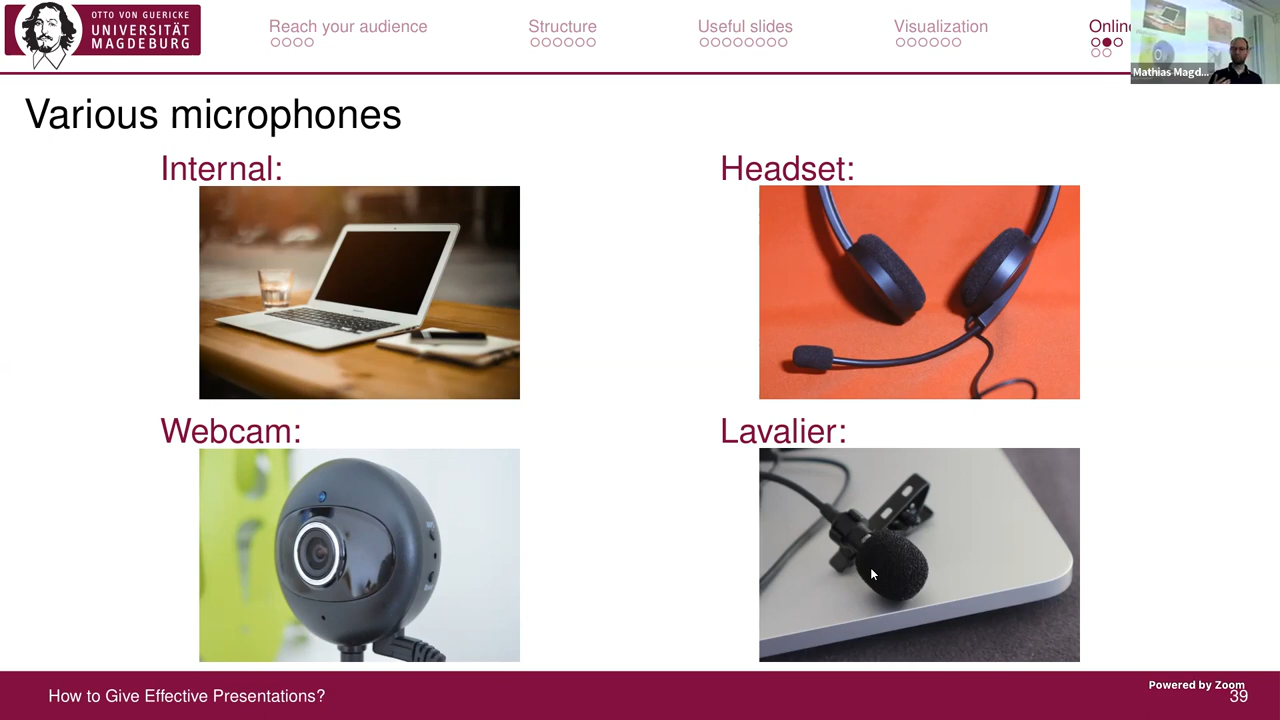 OTTO VON GUERICKE
UNIVERSITÄT
MAGDEBURG
Reach your audience
Structure
Useful slides
Visualization
Onlin
Mathias Magd...
Various microphones
Internal:
Headset:
Webcam:
Lavalier:
How to Give Effective Presentations?
Powered by Zoom
39